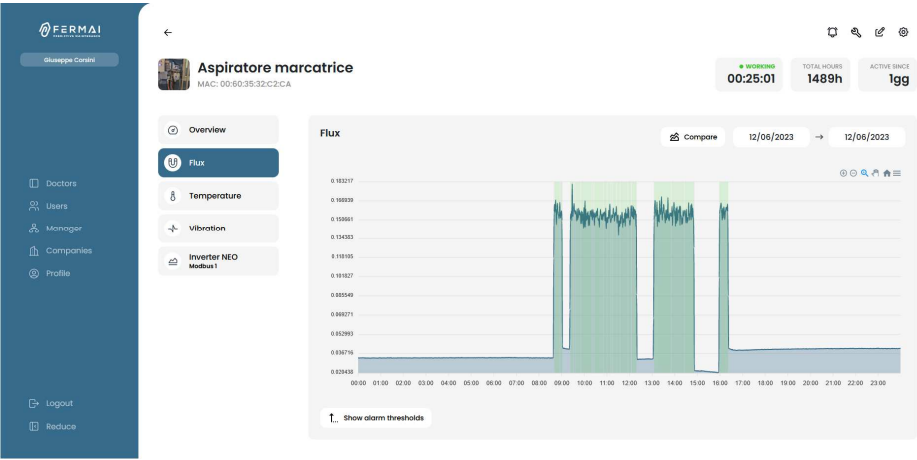 FERMAI
Giuseppe Corsini
Aspiratore marcatrice
MAC: 00:60:35:32:C2:CA
WORKING
00:25:01
TOTAL HOURS
1489h
ACTIVE SINCE
1gg
Doctors
Users
Manager
Companies
Profile
Logout
Reduce
Overview
Flux
Temperature
Vibration
Inverter NEO
Modbus 1
Flux
Compare
12/06/2023 → 12/06/2023
0.183217
0.166939
0.150661
0.134383
0.118105
0.101827
0.085549
0.069271
0.052993
0.036716
0.020438
00:00 01:00 02:00 03:00 04:00 05:00 06:00 07:00 08:00 09:00 10:00 11:00 12:00 13:00 14:00 15:00 16:00 17:00 18:00 19:00 20:00 21:00 22:00 23:00
Show alarm thresholds